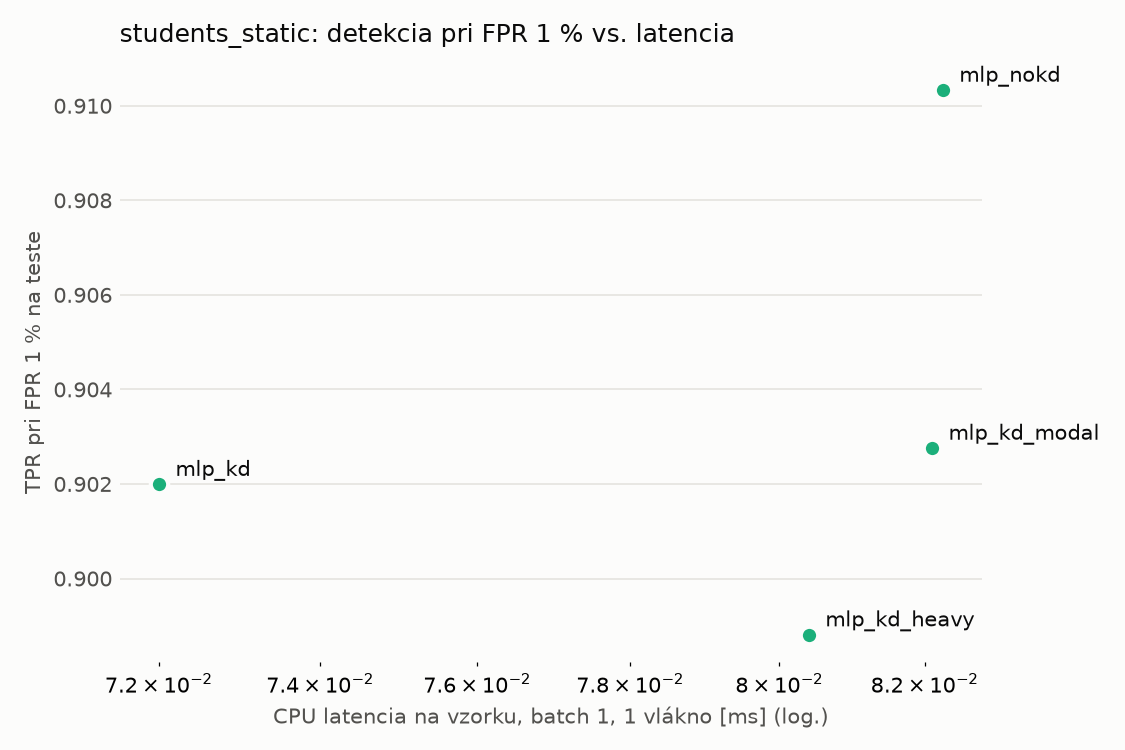 students_static: detekcia pri FPR 1 % vs. latencia
mlp_nokd
0.910
0.908
0.906
0.904
mlp_kd_modal
mlp_kd
0.902
0.900
mlp_kd_heavy
TPR pri FPR 1 % na teste
7.2 × 10⁻² 7.4 × 10⁻² 7.6 × 10⁻² 7.8 × 10⁻² 8 × 10⁻² 8.2 × 10⁻²
CPU latencia na vzorku, batch 1, 1 vlákno [ms] (log.)